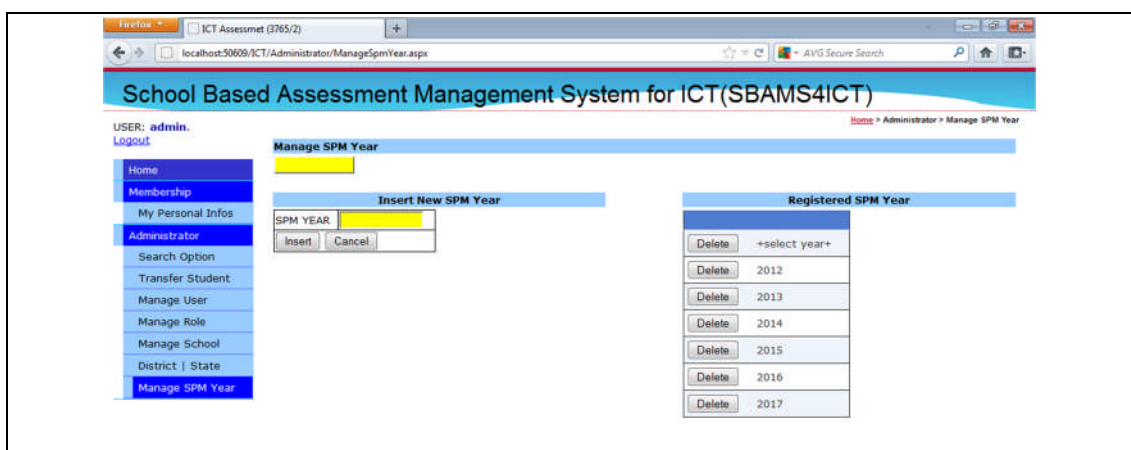 Firefox
ICT Assessmet (3765/2)
+
localhost:50609/ICT/Administrator/ManageSpmYear.aspx
AVG Secure Search
School Based Assessment Management System for ICT(SBAMS4ICT)
Home > Administrator > Manage SPM Year
USER: admin.
Logout
Manage SPM Year
Home
Membership
My Personal Infos
Administrator
Search Option
Transfer Student
Manage User
Manage Role
Manage School
District | State
Manage SPM Year
Insert New SPM Year
SPM YEAR
Insert Cancel
Registered SPM Year
Delete +select year+
Delete 2012
Delete 2013
Delete 2014
Delete 2015
Delete 2016
Delete 2017